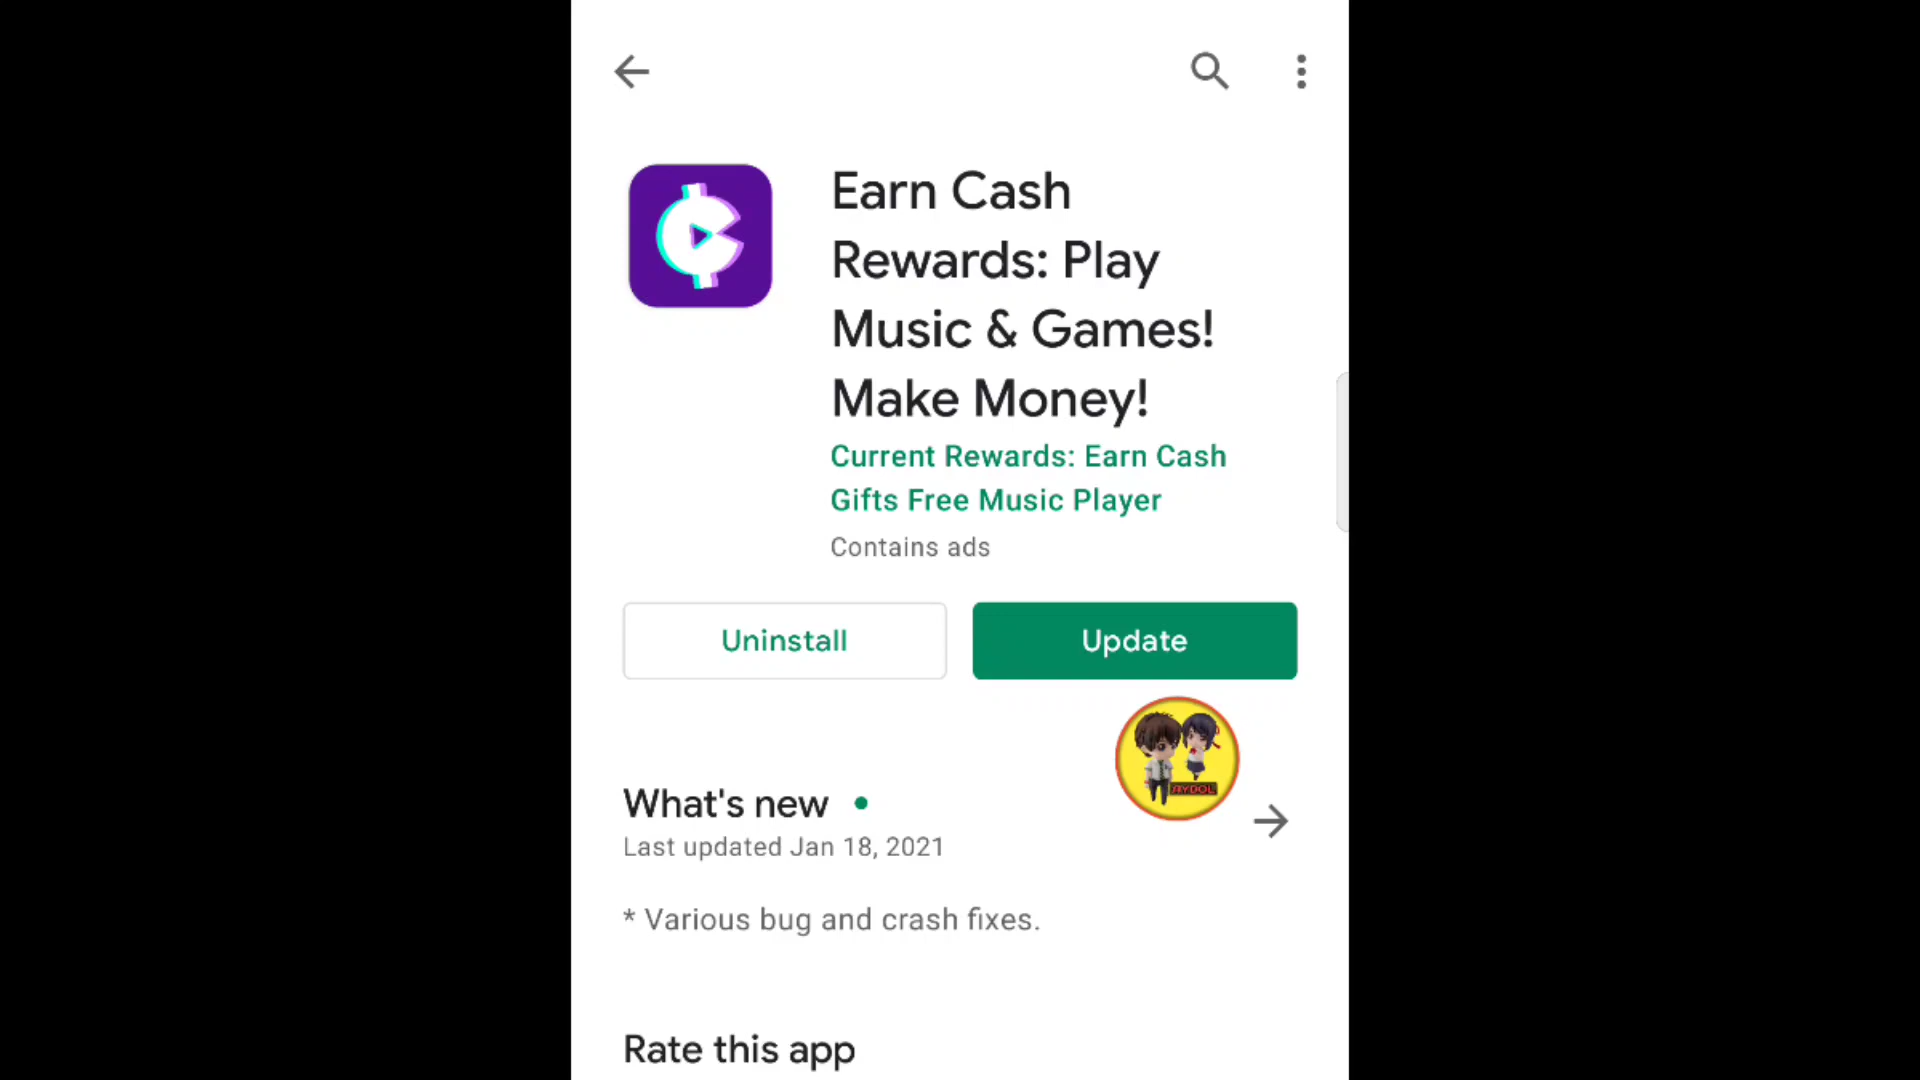 Earn Cash
Rewards: Play
Music & Games!
Make Money!
Current Rewards: Earn Cash
Gifts Free Music Player
Contains ads
Uninstall
Update
What's new
Last updated Jan 18, 2021
* Various bug and crash fixes.
Rate this app